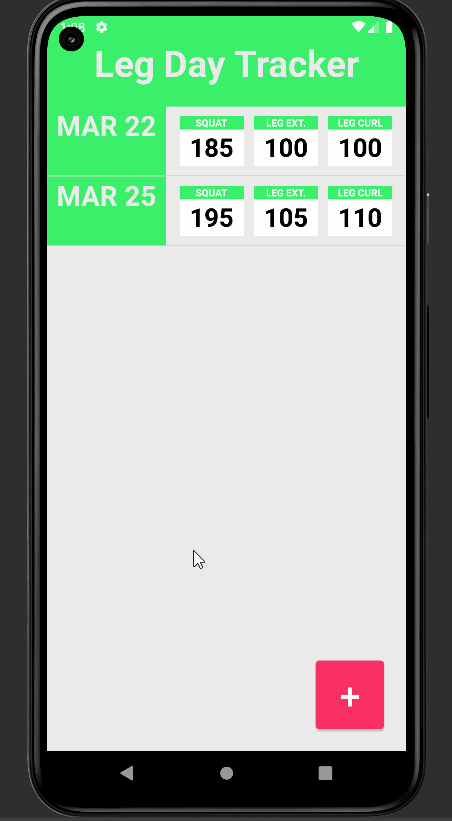 1:08
Leg Day Tracker
MAR 22
SQUAT LEG EXT. LEG CURL
185 100 100
MAR 25
SQUAT LEG EXT. LEG CURL
195 105 110
+